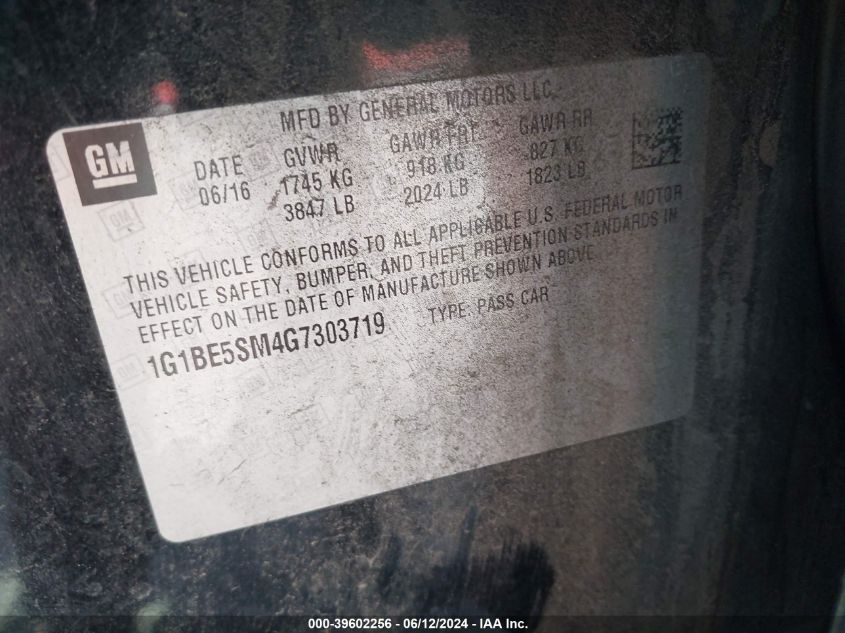 MFD BY GENERAL MOTORS LLC
GM
DATE GVWR GAWR FRT GAWR RR
06/16 1745 KG 918 KG 827 KG
3847 LB 2024 LB 1823 LB
THIS VEHICLE CONFORMS TO ALL APPLICABLE U.S. FEDERAL MOTOR
VEHICLE SAFETY, BUMPER, AND THEFT PREVENTION STANDARDS IN
EFFECT ON THE DATE OF MANUFACTURE SHOWN ABOVE
1G1BE5SM4G7303719 TYPE: PASS CAR
000-39602256 - 06/12/2024 - IAA Inc.